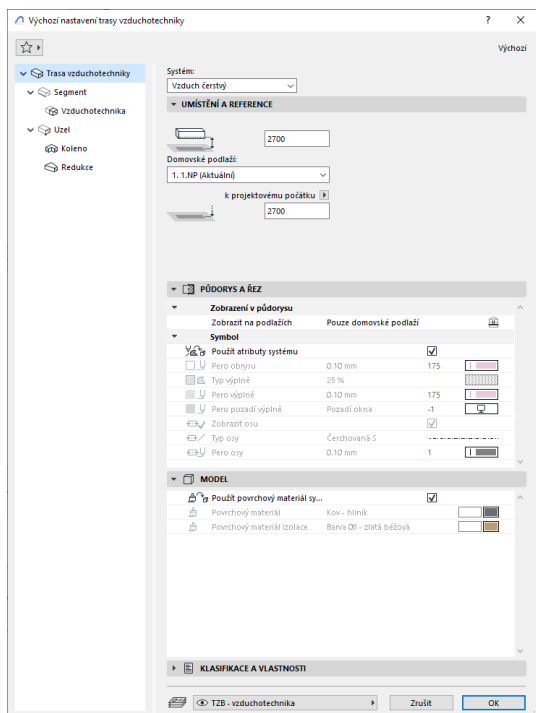 Výchozí nastavení trasy vzduchotechniky
Výchozí
Trasa vzduchotechniky
Segment
Vzduchotechnika
Uzel
Koleno
Redukce
Systém:
Vzduch čerstvý
UMÍSTĚNÍ A REFERENCE
2700
Domovské podlaží:
1. 1.NP (Aktuální)
k projektovému počátku
2700
PŮDORYS A ŘEZ
Zobrazení v půdorysu
Zobrazit na podlažích Pouze domovské podlaží
Symbol
Použít atributy systému
Pero obrysu 0.10 mm 175
Typ výplně 25 %
Pero výplně 0.10 mm 175
Pero pozadí výplně Pozadí okna -1
Zobrazit osu
Typ osy Čerchovaná S
Pero osy 0.10 mm 1
MODEL
Použít povrchový materiál sy...
Povrchový materiál Kov - hliník
Povrchový materiál izolace Barva 08 - zlatá béžová
KLASIFIKACE A VLASTNOSTI
TZB - vzduchotechnika Zrušit OK